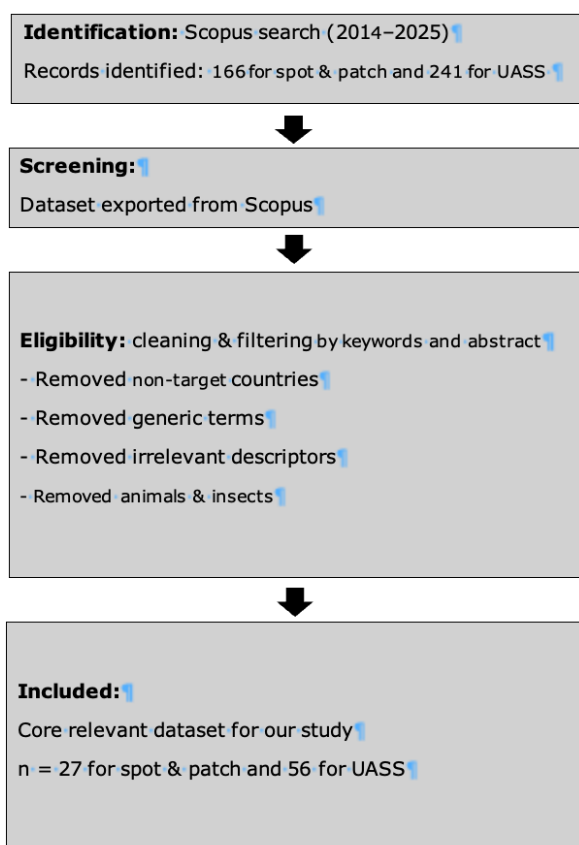 Identification: Scopus search (2014–2025)¶
Records identified: 166 for spot & patch and 241 for UASS ¶
Screening:¶
Dataset exported from Scopus¶
Eligibility: cleaning & filtering by keywords and abstract¶
- Removed non-target countries¶
- Removed generic terms¶
- Removed irrelevant descriptors¶
- Removed animals & insects¶
Included:¶
Core relevant dataset for our study¶
n = 27 for spot & patch and 56 for UASS¶